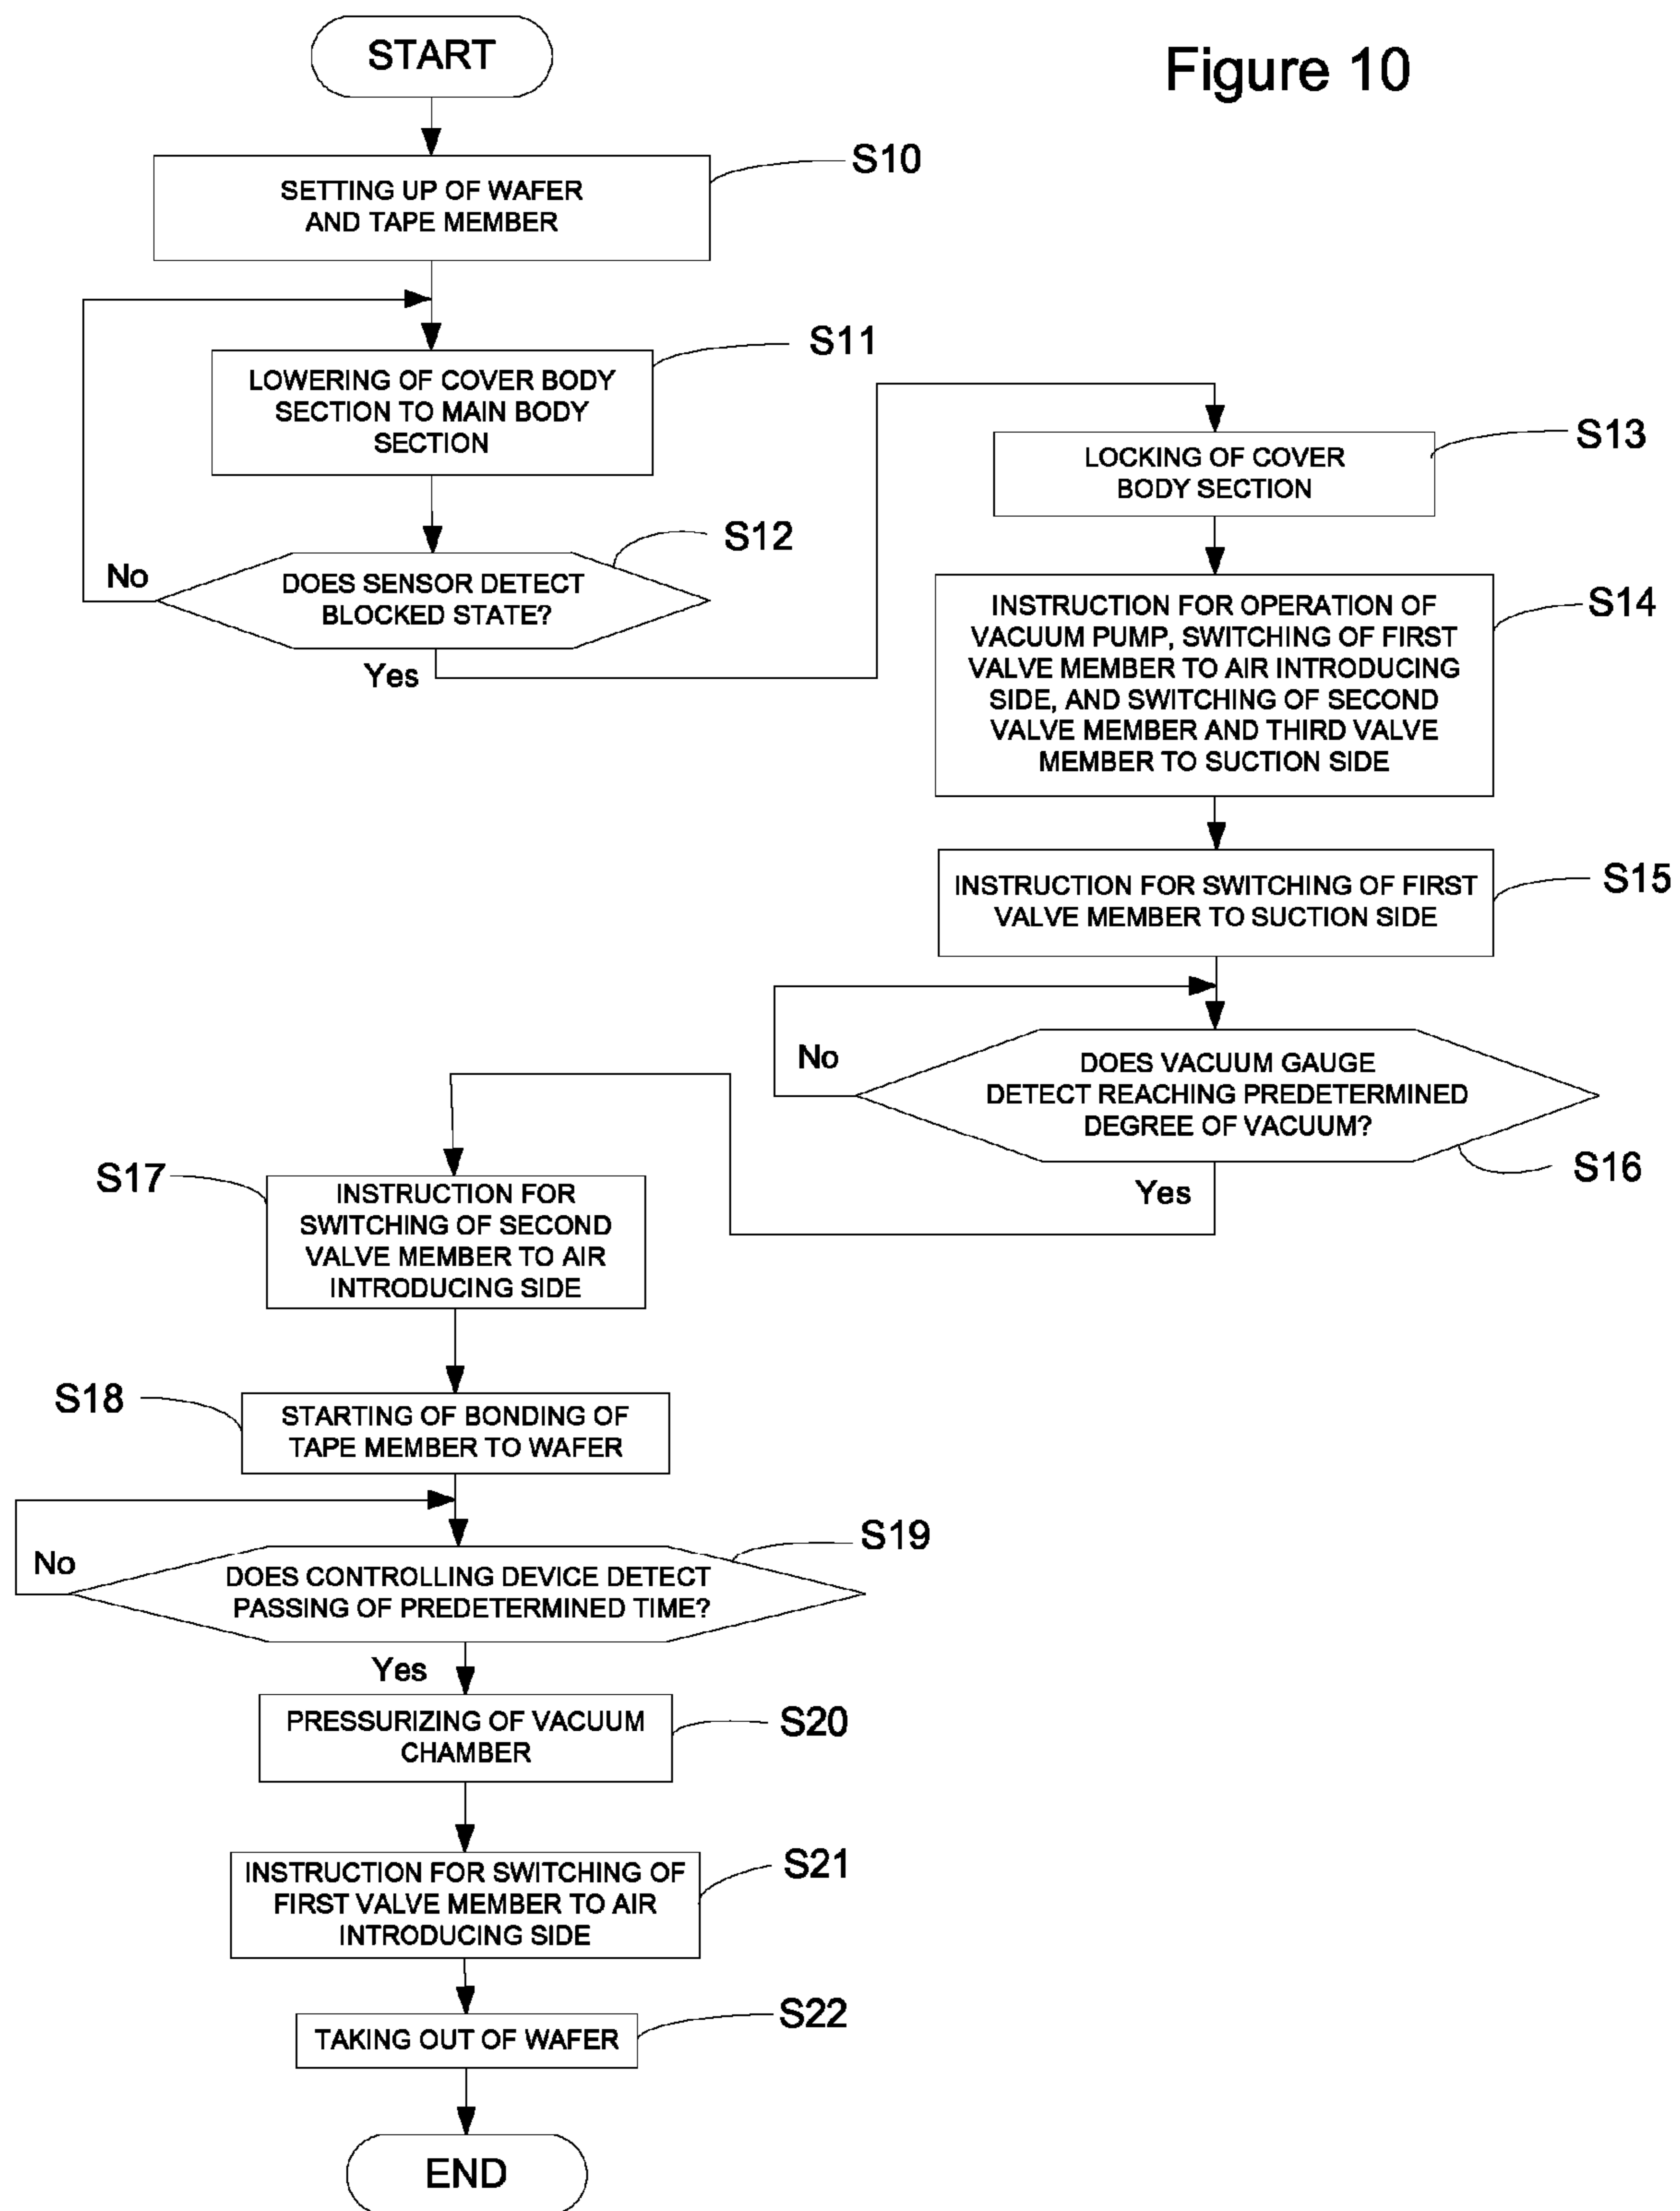 Figure 10
START
S10
SETTING UP OF WAFER
AND TAPE MEMBER
S11
LOWERING OF COVER BODY
SECTION TO MAIN BODY
SECTION
S12
DOES SENSOR DETECT
BLOCKED STATE?
No
Yes
S13
LOCKING OF COVER
BODY SECTION
S14
INSTRUCTION FOR OPERATION OF
VACUUM PUMP, SWITCHING OF FIRST
VALVE MEMBER TO AIR INTRODUCING
SIDE, AND SWITCHING OF SECOND
VALVE MEMBER AND THIRD VALVE
MEMBER TO SUCTION SIDE
S15
INSTRUCTION FOR SWITCHING OF FIRST
VALVE MEMBER TO SUCTION SIDE
No
DOES VACUUM GAUGE
DETECT REACHING PREDETERMINED
DEGREE OF VACUUM?
S16
Yes
S17
INSTRUCTION FOR
SWITCHING OF SECOND
VALVE MEMBER TO AIR
INTRODUCING SIDE
S18
STARTING OF BONDING OF
TAPE MEMBER TO WAFER
S19
No
DOES CONTROLLING DEVICE DETECT
PASSING OF PREDETERMINED TIME?
Yes
S20
PRESSURIZING OF VACUUM
CHAMBER
S21
INSTRUCTION FOR SWITCHING OF
FIRST VALVE MEMBER TO AIR
INTRODUCING SIDE
S22
TAKING OUT OF WAFER
END